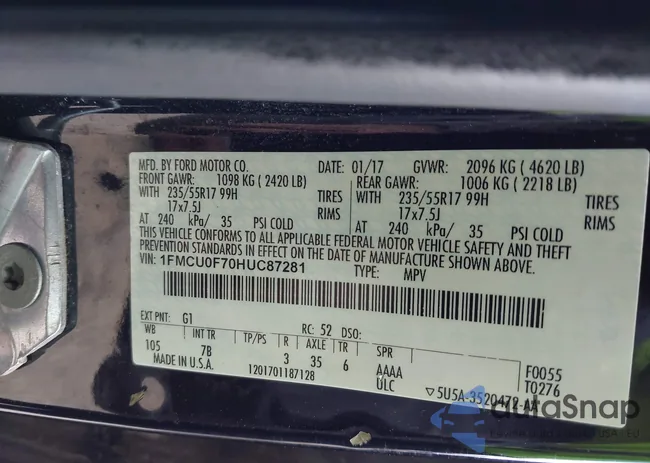 MFD. BY FORD MOTOR CO. DATE: 01/17 GVWR: 2096 KG ( 4620 LB)
FRONT GAWR: 1098 KG ( 2420 LB) REAR GAWR: 1006 KG ( 2218 LB)
WITH 235/55R17 99H TIRES WITH 235/55R17 99H TIRES
17x7.5J RIMS 17x7.5J RIMS
AT 240 kPa/ 35 PSI COLD AT 240 kPa/ 35 PSI COLD
THIS VEHICLE CONFORMS TO ALL APPLICABLE FEDERAL MOTOR VEHICLE SAFETY AND THEFT
PREVENTION STANDARDS IN EFFECT ON THE DATE OF MANUFACTURE SHOWN ABOVE.
VIN: 1FMCU0F70HUC87281 TYPE: MPV
EXT PNT: G1 RC: 52 DSO:
WB INT TR TP/PS R AXLE TR SPR F0055
105 7B 3 35 6 AAAA T0276
MADE IN U.S.A. 1201701187128 ULC ▽5U5A-3520472-AA
autoSnap